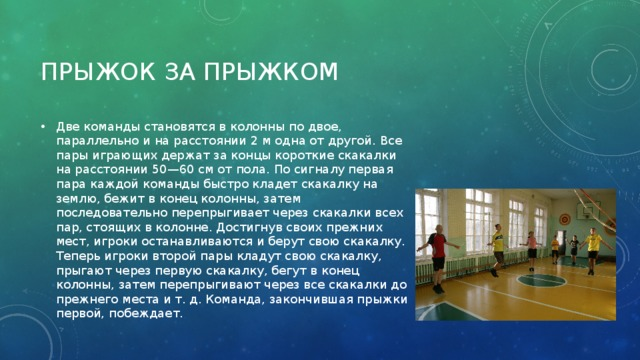 ПРЫЖОК ЗА ПРЫЖКОМ
• Две команды становятся в колонны по двое,
параллельно и на расстоянии 2 м одна от другой. Все
пары играющих держат за концы короткие скакалки
на расстоянии 50—60 см от пола. По сигналу первая
пара каждой команды быстро кладет скакалку на
землю, бежит в конец колонны, затем
последовательно перепрыгивает через скакалки всех
пар, стоящих в колонне. Достигнув своих прежних
мест, игроки останавливаются и берут свою скакалку.
Теперь игроки второй пары кладут свою скакалку,
прыгают через первую скакалку, бегут в конец
колонны, затем перепрыгивают через все скакалки до
прежнего места и т. д. Команда, закончившая прыжки
первой, побеждает.